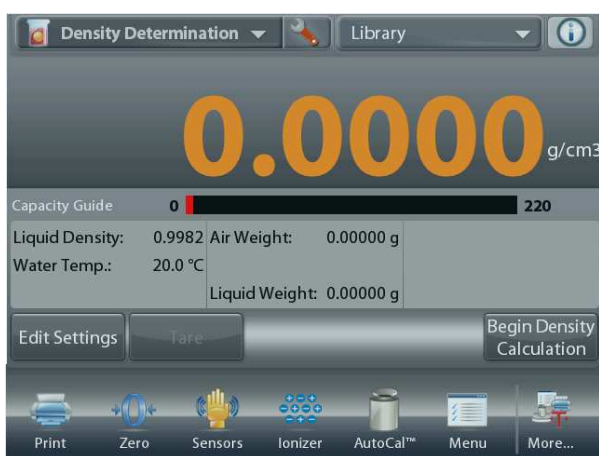 Density Determination Library
0.0000 g/cm3
Capacity Guide 0 220
Liquid Density: 0.9982 Air Weight: 0.00000 g
Water Temp.: 20.0 °C
Liquid Weight: 0.00000 g
Edit Settings Tare Begin Density
Calculation
Print Zero Sensors Ionizer AutoCal™ Menu More...